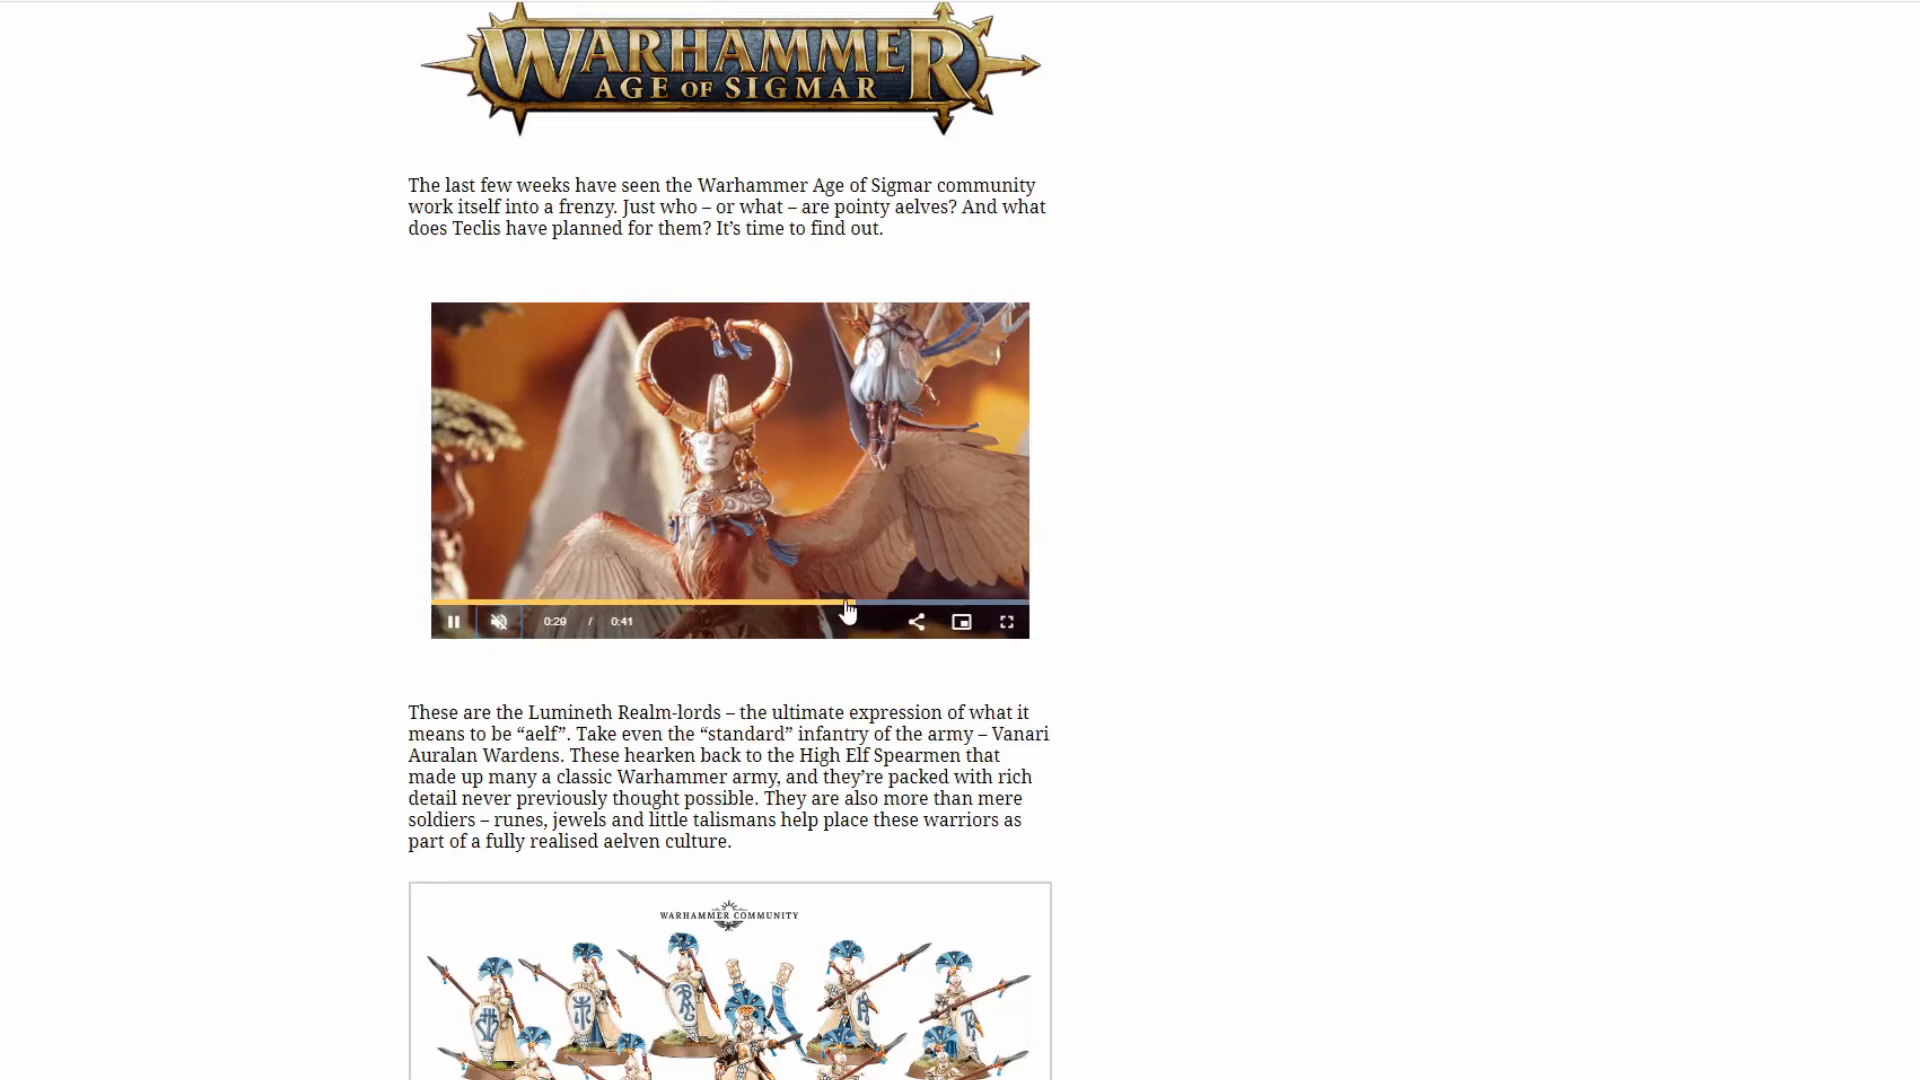 WARHAMMER
AGE OF SIGMAR
The last few weeks have seen the Warhammer Age of Sigmar community
work itself into a frenzy. Just who – or what – are pointy aelves? And what
does Teclis have planned for them? It’s time to find out.
0:29 / 0:41
These are the Lumineth Realm-lords – the ultimate expression of what it
means to be “aelf”. Take even the “standard” infantry of the army – Vanari
Auralan Wardens. These hearken back to the High Elf Spearmen that
made up many a classic Warhammer army, and they’re packed with rich
detail never previously thought possible. They are also more than mere
soldiers – runes, jewels and little talismans help place these warriors as
part of a fully realised aelven culture.
WARHAMMER COMMUNITY